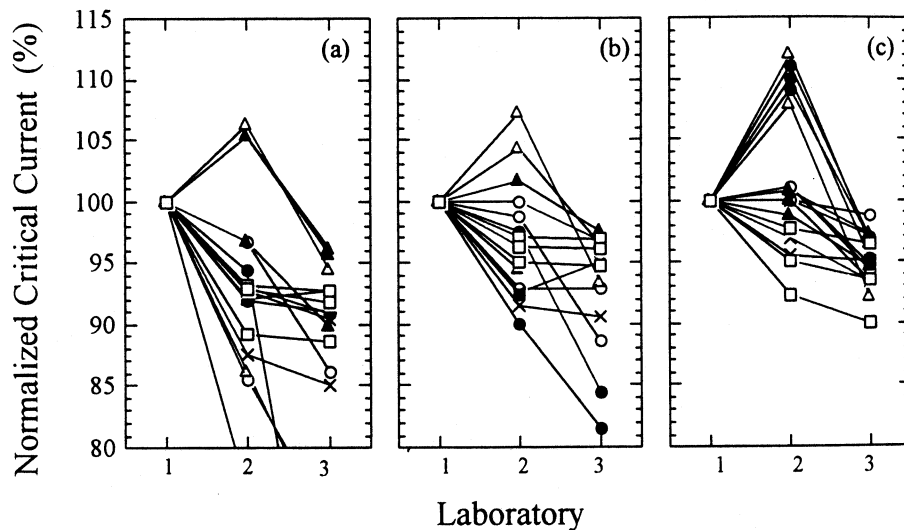 Normalized Critical Current (%)
115
110
105
100
95
90
85
80
(a)
(b)
(c)
1 2 3
1 2 3
1 2 3
Laboratory